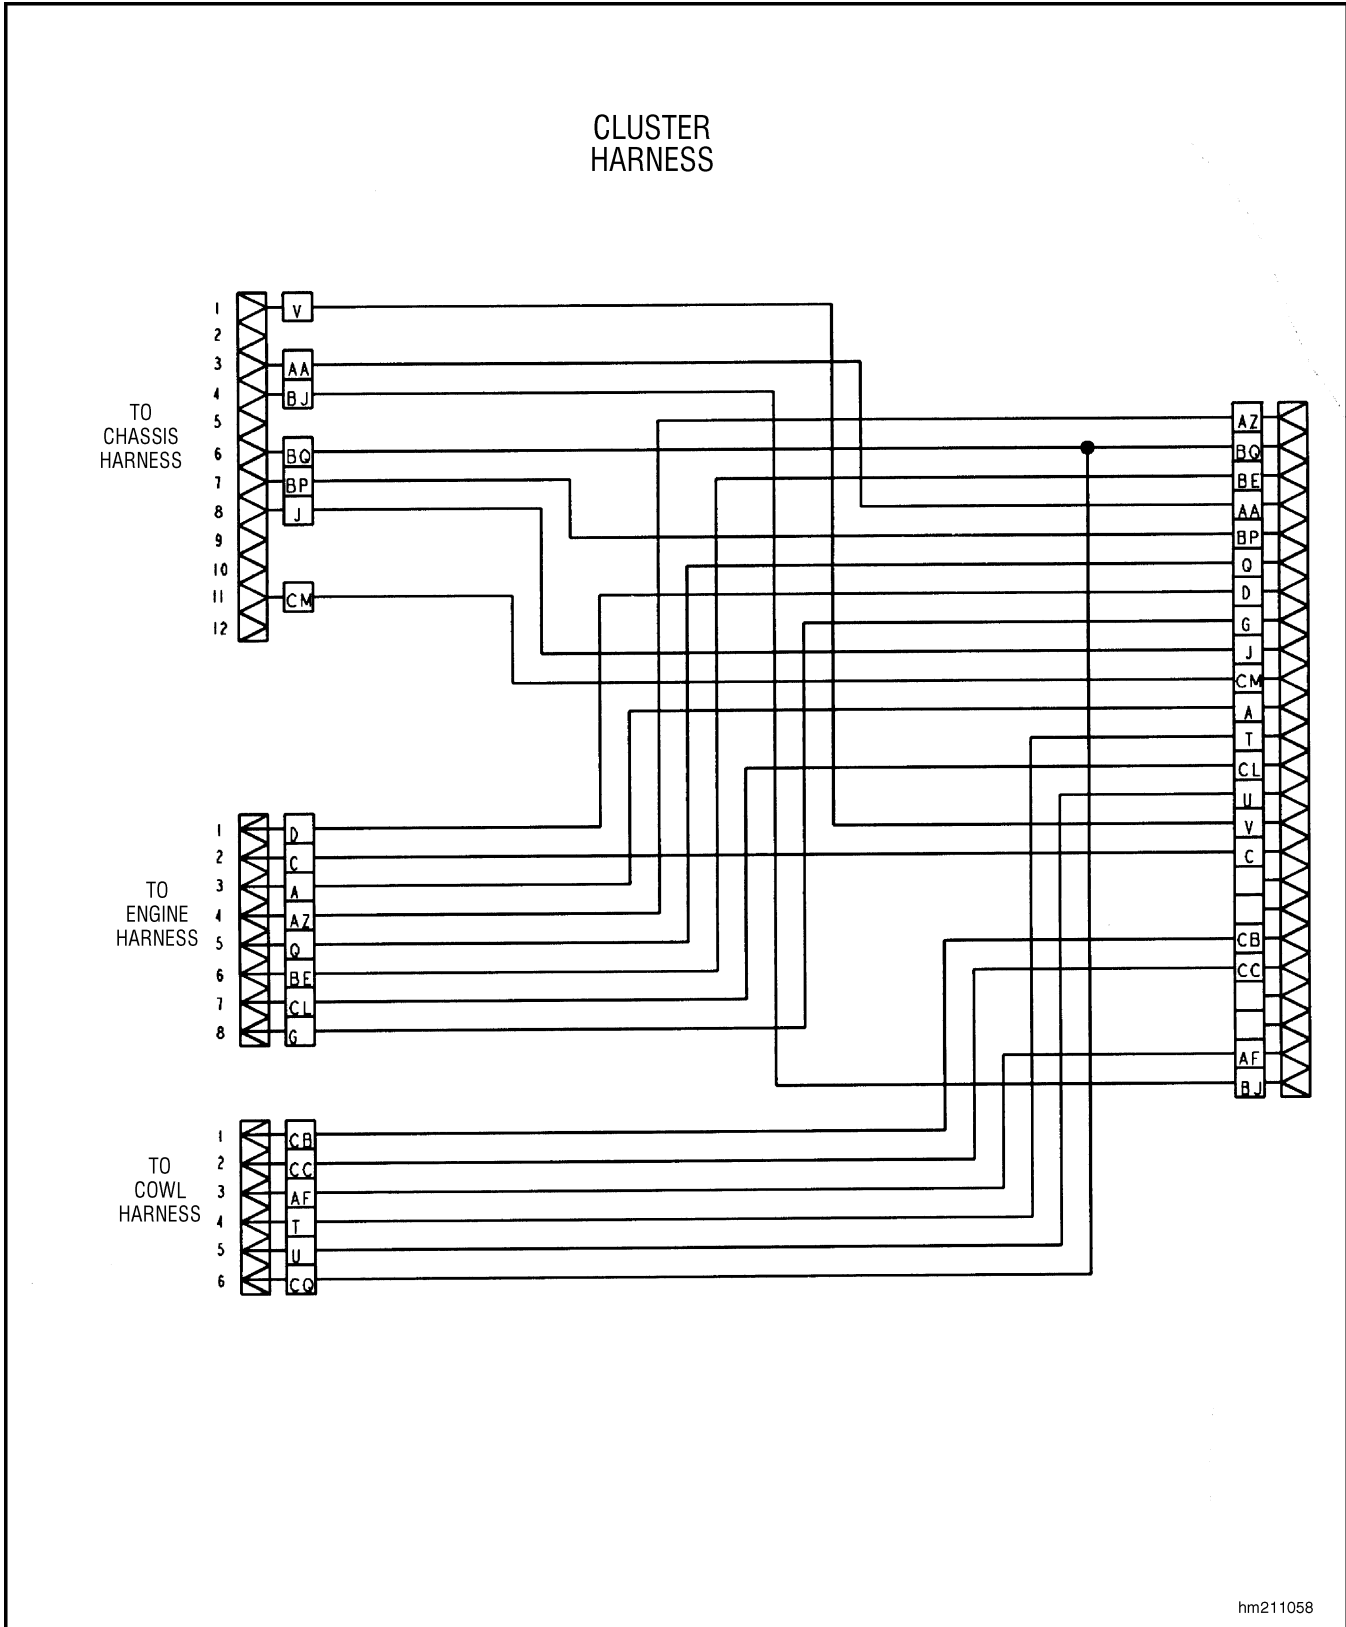 CLUSTER
HARNESS
1 V
2
3 AA
4 BJ
5
6 BQ
7 BP
8 J
9
10
11 CM
12
TO
CHASSIS
HARNESS
1 D
2 C
3 A
4 AZ
5 Q
6 BE
7 CL
8 G
TO
ENGINE
HARNESS
1 CB
2 CC
3 AF
4 T
5 U
6 CQ
TO
COWL
HARNESS
AZ
BQ
BE
AA
BP
Q
D
G
J
CM
A
T
CL
U
V
C
CB
CC
AF
BJ
hm211058